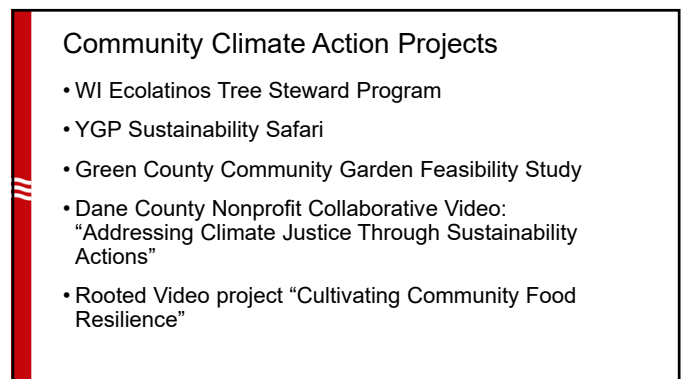 Community Climate Action Projects
• WI Ecolatinos Tree Steward Program
• YGP Sustainability Safari
• Green County Community Garden Feasibility Study
• Dane County Nonprofit Collaborative Video:
“Addressing Climate Justice Through Sustainability
Actions”
• Rooted Video project “Cultivating Community Food
Resilience”